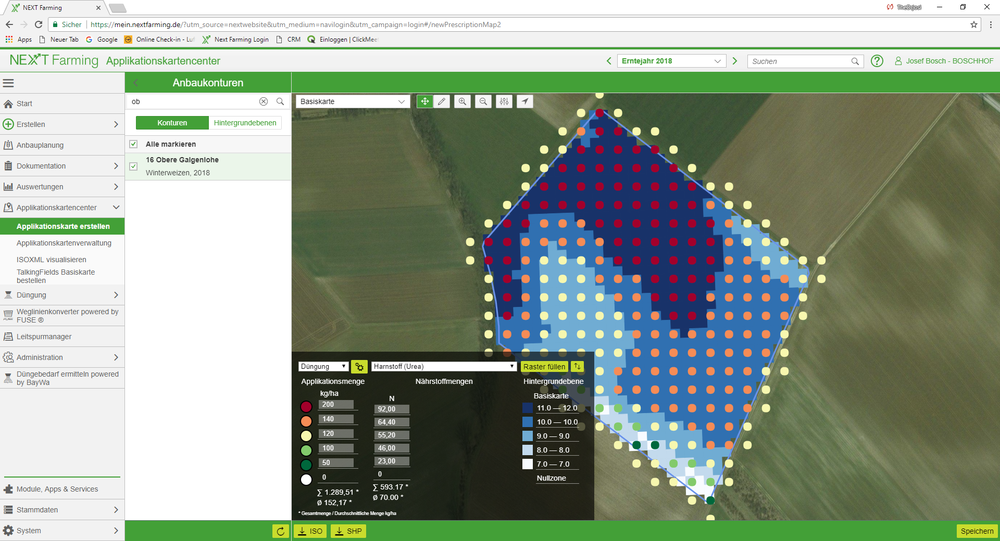 NEXT Farming
TheDrjosi
Sicher
https://mein.nextfarming.de/?utm_source=nextwebsite&utm_medium=navilogin&utm_campaign=login#/newPrescriptionMap2
Apps
Neuer Tab
Google
Online Check-in - Luf
Next Farming Login
CRM
Einloggen | ClickMee
NEXT Farming
Applikationskartencenter
Erntejahr 2018
Suchen
Josef Bosch - BOSCHHOF
Anbaukonturen
Start
Erstellen
Anbauplanung
Dokumentation
Auswertungen
Applikationskartencenter
Applikationskarte erstellen
Applikationskartenverwaltung
ISOXML visualisieren
TalkingFields Basiskarte
bestellen
Düngung
Weglinienkonverter powered by
FUSE ®
Leitspurmanager
Administration
Düngebedarf ermitteln powered
by BayWa
Module, Apps & Services
Stammdaten
System
ob
Konturen
Hintergrundebenen
Alle markieren
16 Obere Galgenlohe
Winterweizen, 2018
Basiskarte
Düngung
Harnstoff (Urea)
Raster füllen
Applikationsmenge
Nährstoffmengen
Hintergrundebene
kg/ha
N
Basiskarte
200
92,00
11.0 — 12.0
140
64,40
10.0 — 10.0
120
55,20
9.0 — 9.0
100
46,00
8.0 — 8.0
50
23,00
7.0 — 7.0
0
0
Nullzone
∑ 1.289,51 *
∑ 593.17 *
ø 152,17 *
ø 70.00 *
* Gesamtmenge / Durchschnittliche Menge kg/ha
ISO
SHP
Speichern